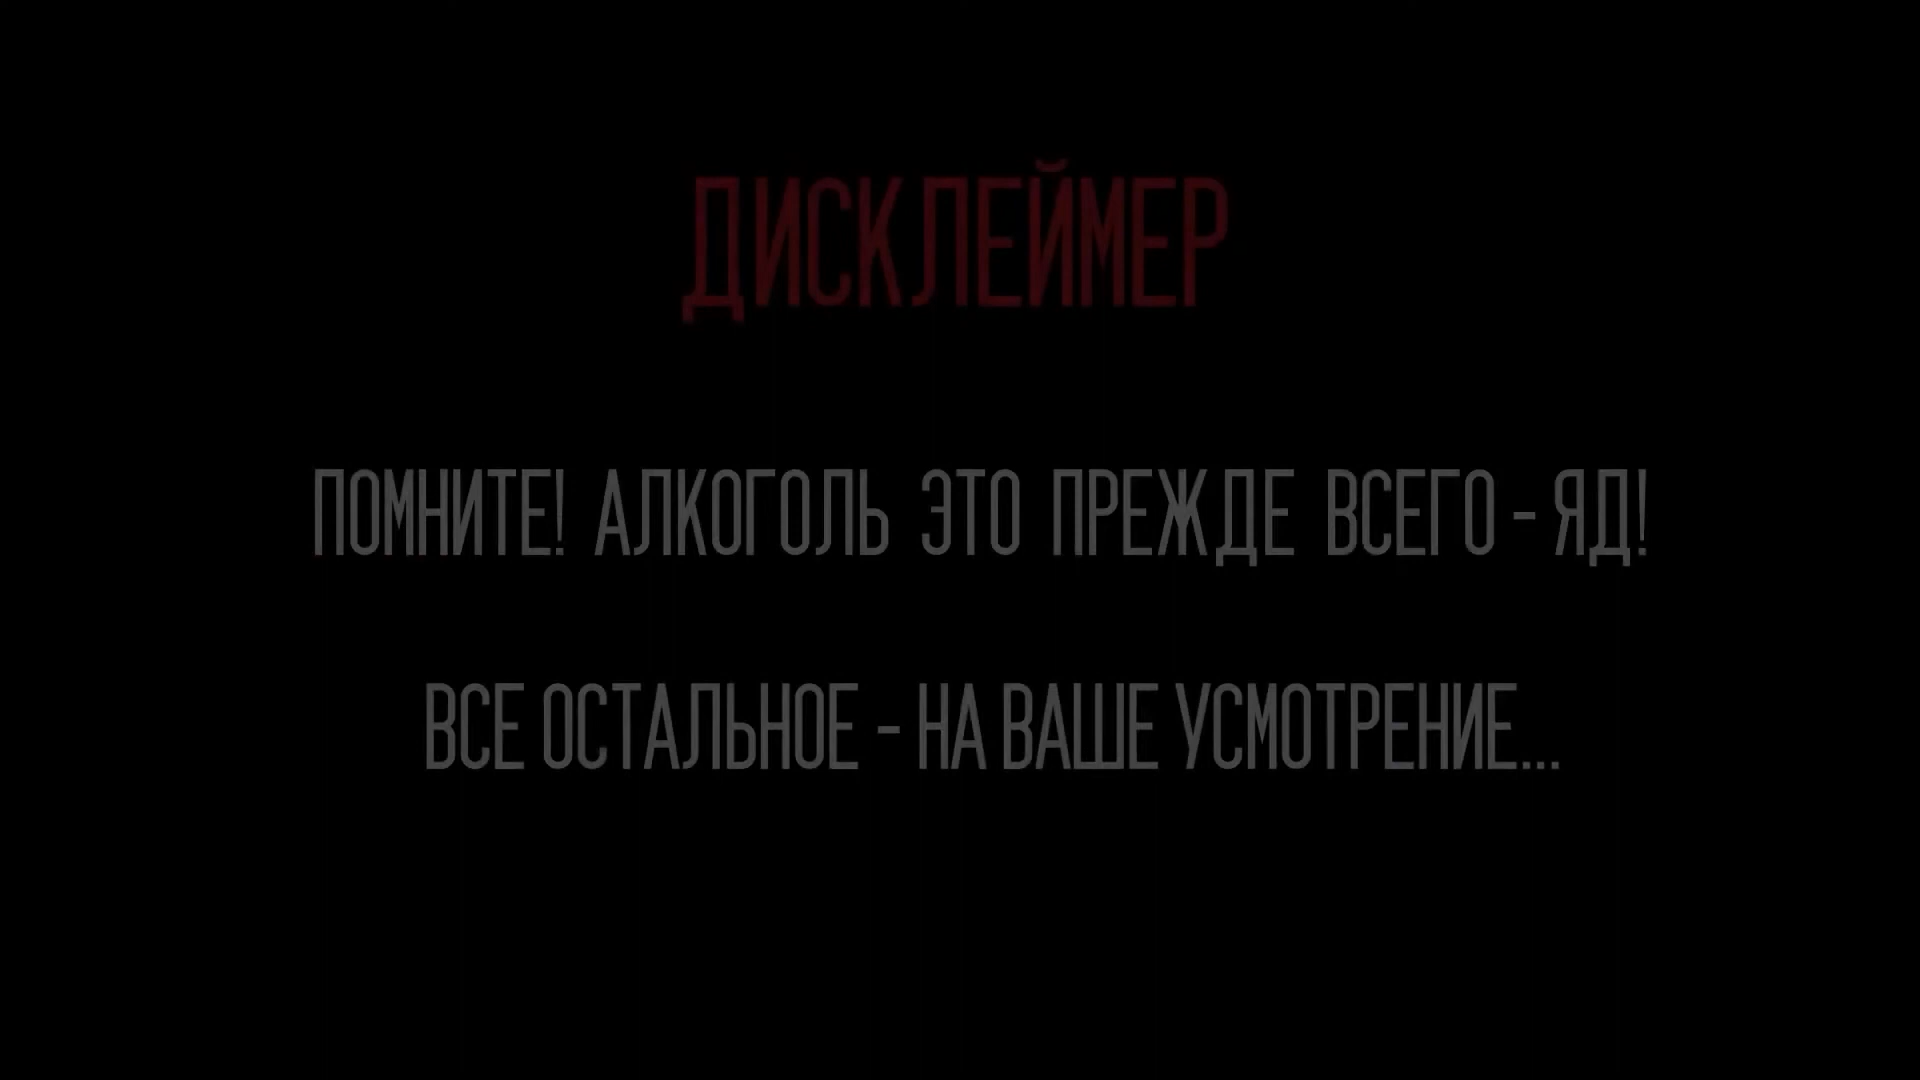 ДИСКЛЕЙМЕР
ПОМНИТЕ! АЛКОГОЛЬ ЭТО ПРЕЖДЕ ВСЕГО - ЯД!
ВСЕ ОСТАЛЬНОЕ - НА ВАШЕ УСМОТРЕНИЕ...